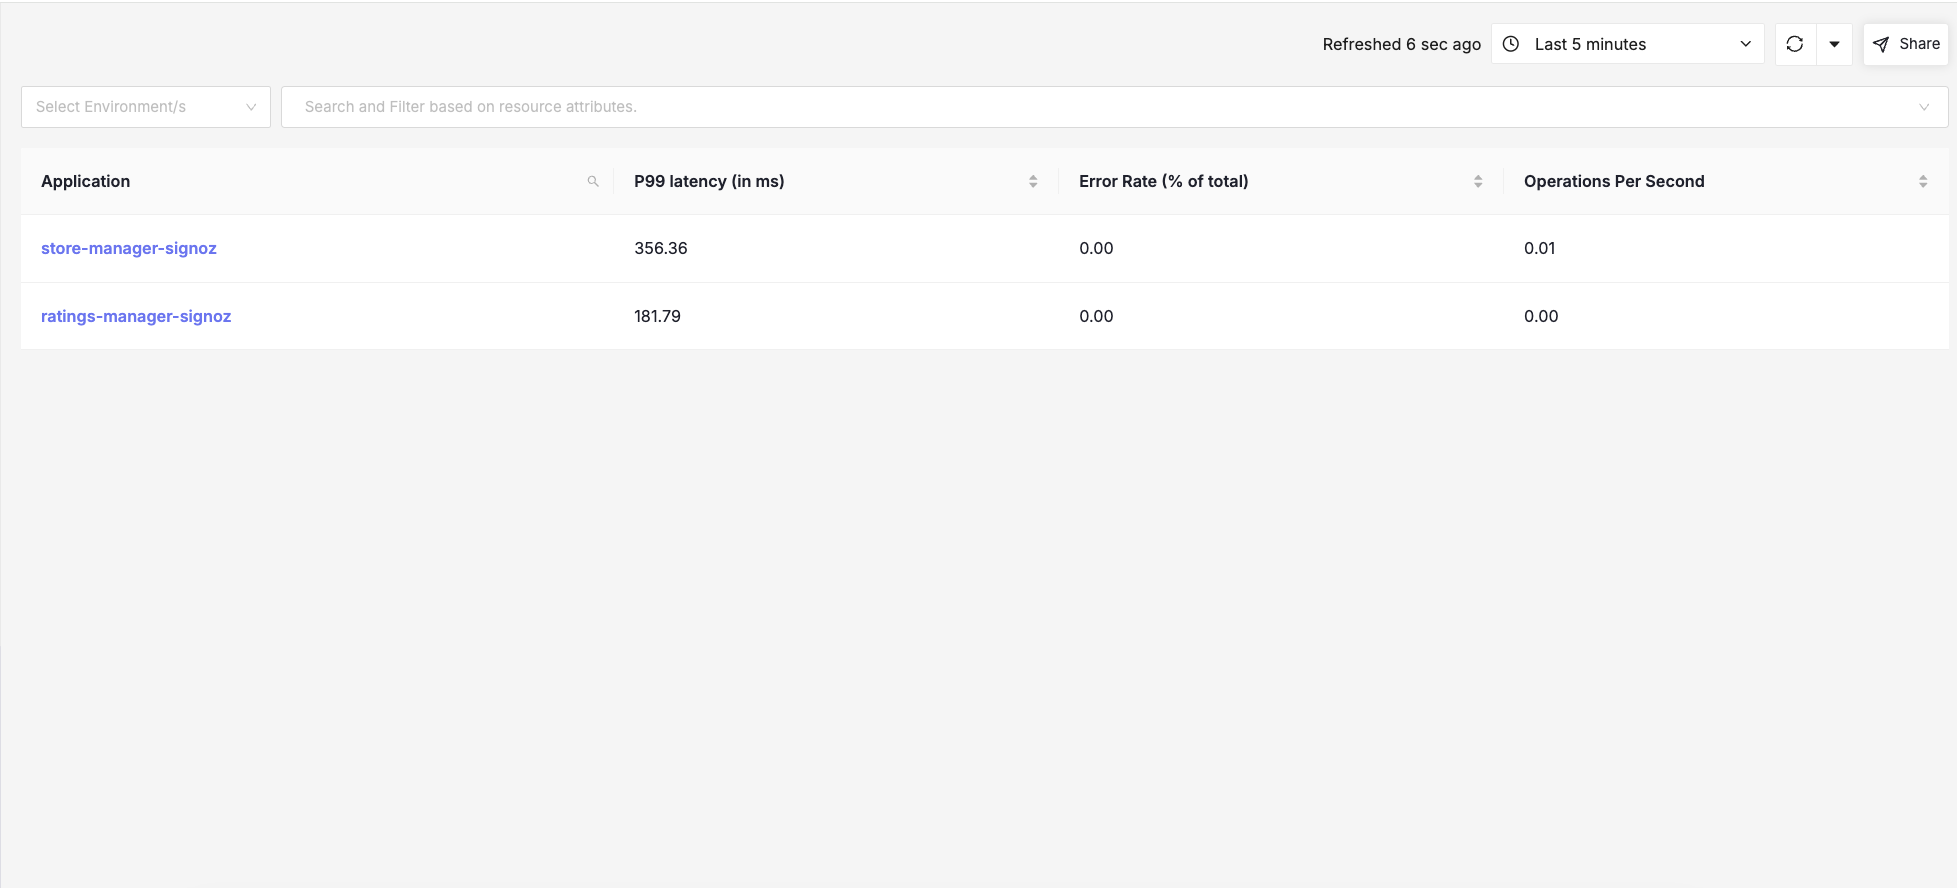 Refreshed 6 sec ago Last 5 minutes Share
Select Environment/s Search and Filter based on resource attributes.
Application P99 latency (in ms) Error Rate (% of total) Operations Per Second
store-manager-signoz 356.36 0.00 0.01
ratings-manager-signoz 181.79 0.00 0.00